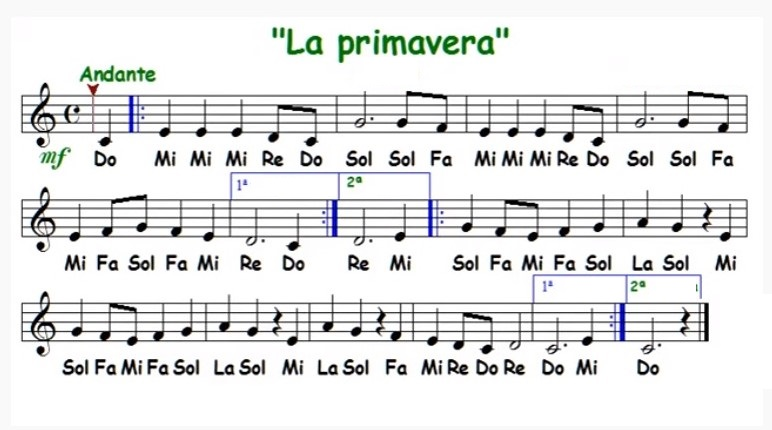 "La primavera"
Andante
mf Do Mi Mi Mi Re Do Sol Sol Fa Mi Mi Mi Re Do Sol Sol Fa
1ª 2ª
Mi Fa Sol Fa Mi Re Do Re Mi Sol Fa Mi Fa Sol La Sol Mi
1ª 2ª
Sol Fa Mi Fa Sol La Sol Mi La Sol Fa Mi Re Do Re Do Mi Do